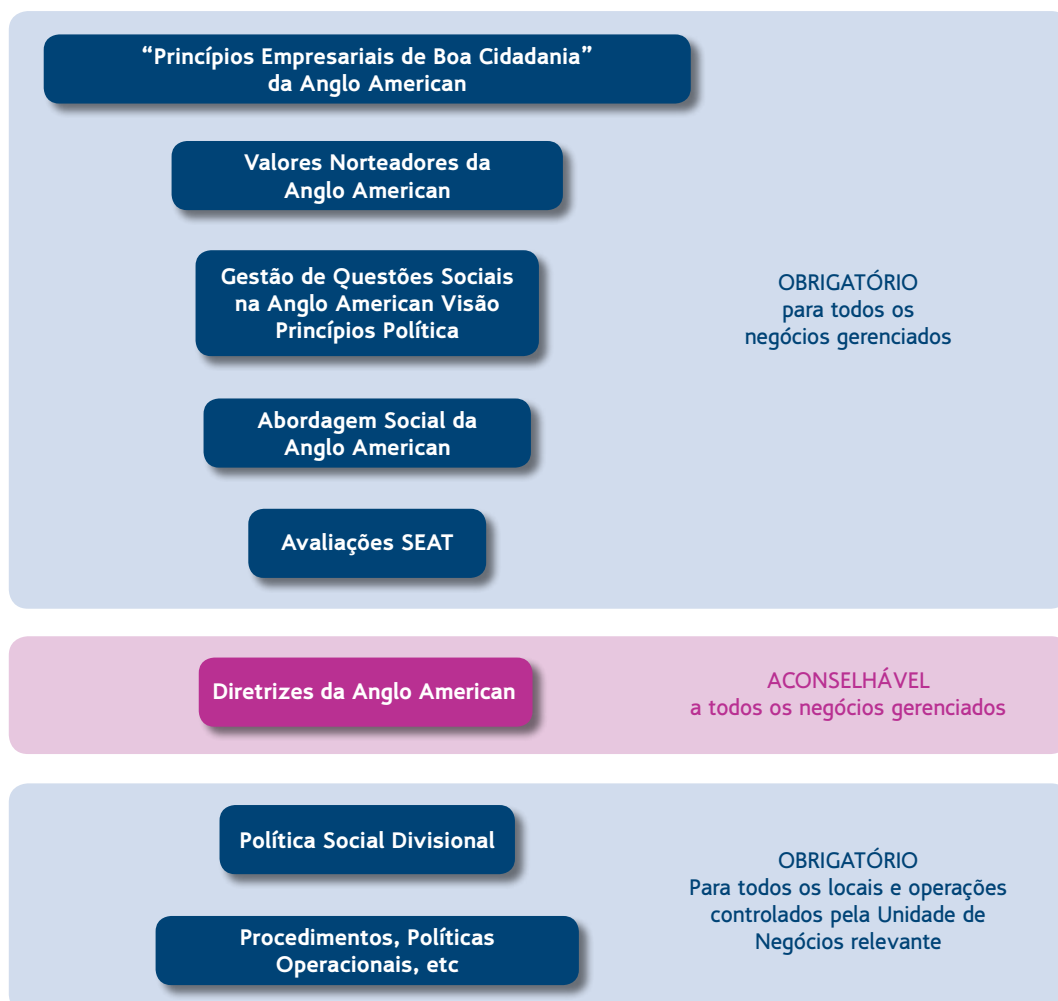 “Princípios Empresariais de Boa Cidadania”
da Anglo American
Valores Norteadores da
Anglo American
Gestão de Questões Sociais
na Anglo American Visão
Princípios Política
Abordagem Social da
Anglo American
Avaliações SEAT
OBRIGATÓRIO
para todos os
negócios gerenciados
Diretrizes da Anglo American
ACONSELHÁVEL
a todos os negócios gerenciados
Política Social Divisional
Procedimentos, Políticas
Operacionais, etc
OBRIGATÓRIO
Para todos os locais e operações
controlados pela Unidade de
Negócios relevante